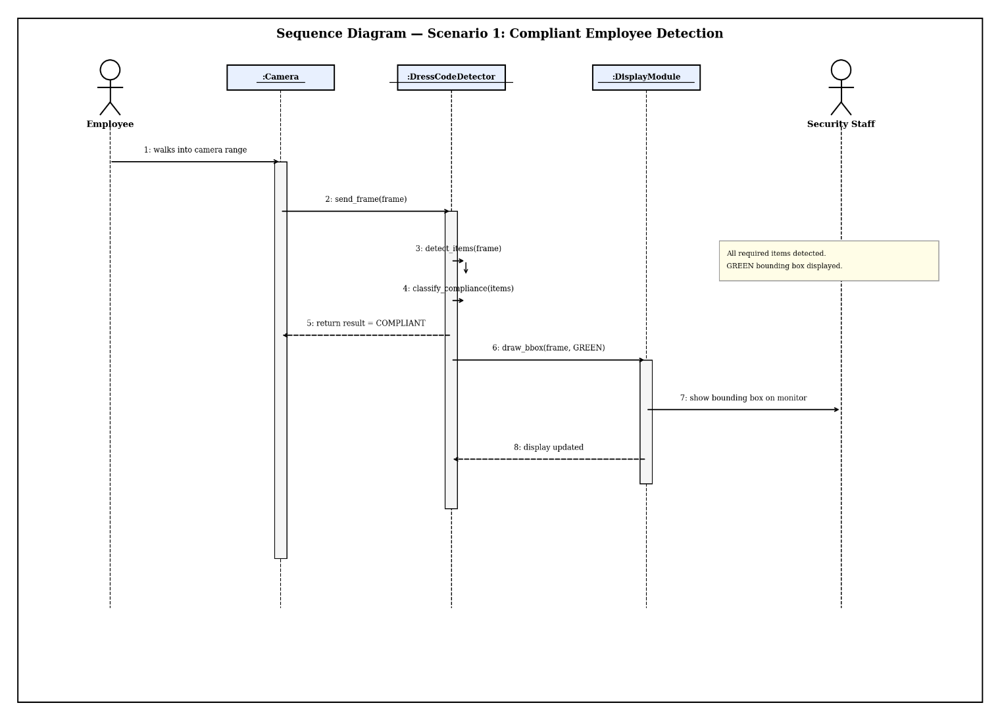 Sequence Diagram — Scenario 1: Compliant Employee Detection
:Camera
:DressCodeDetector
:DisplayModule
Employee
Security Staff
1: walks into camera range
2: send_frame(frame)
3: detect_items(frame)
All required items detected.
GREEN bounding box displayed.
4: classify_compliance(items)
5: return result = COMPLIANT
6: draw_bbox(frame, GREEN)
7: show bounding box on monitor
8: display updated